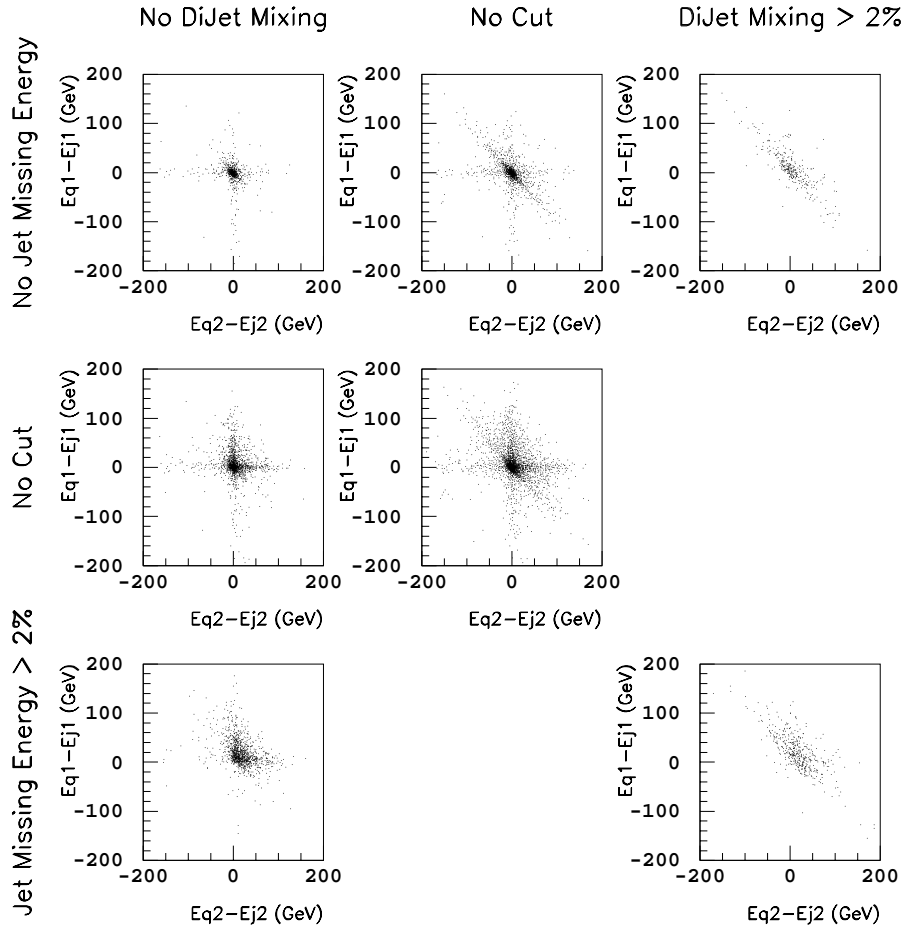 No DiJet Mixing No Cut DiJet Mixing > 2%
No Jet Missing Energy
Eq1-Ej1 (GeV)
200
100
0
-100
-200
-200 0 200
Eq2-Ej2 (GeV)
Eq1-Ej1 (GeV)
200
100
0
-100
-200
-200 0 200
Eq2-Ej2 (GeV)
Eq1-Ej1 (GeV)
200
100
0
-100
-200
-200 0 200
Eq2-Ej2 (GeV)
No Cut
Eq1-Ej1 (GeV)
200
100
0
-100
-200
-200 0 200
Eq2-Ej2 (GeV)
Eq1-Ej1 (GeV)
200
100
0
-100
-200
-200 0 200
Eq2-Ej2 (GeV)
Jet Missing Energy > 2%
Eq1-Ej1 (GeV)
200
100
0
-100
-200
-200 0 200
Eq2-Ej2 (GeV)
Eq1-Ej1 (GeV)
200
100
0
-100
-200
-200 0 200
Eq2-Ej2 (GeV)